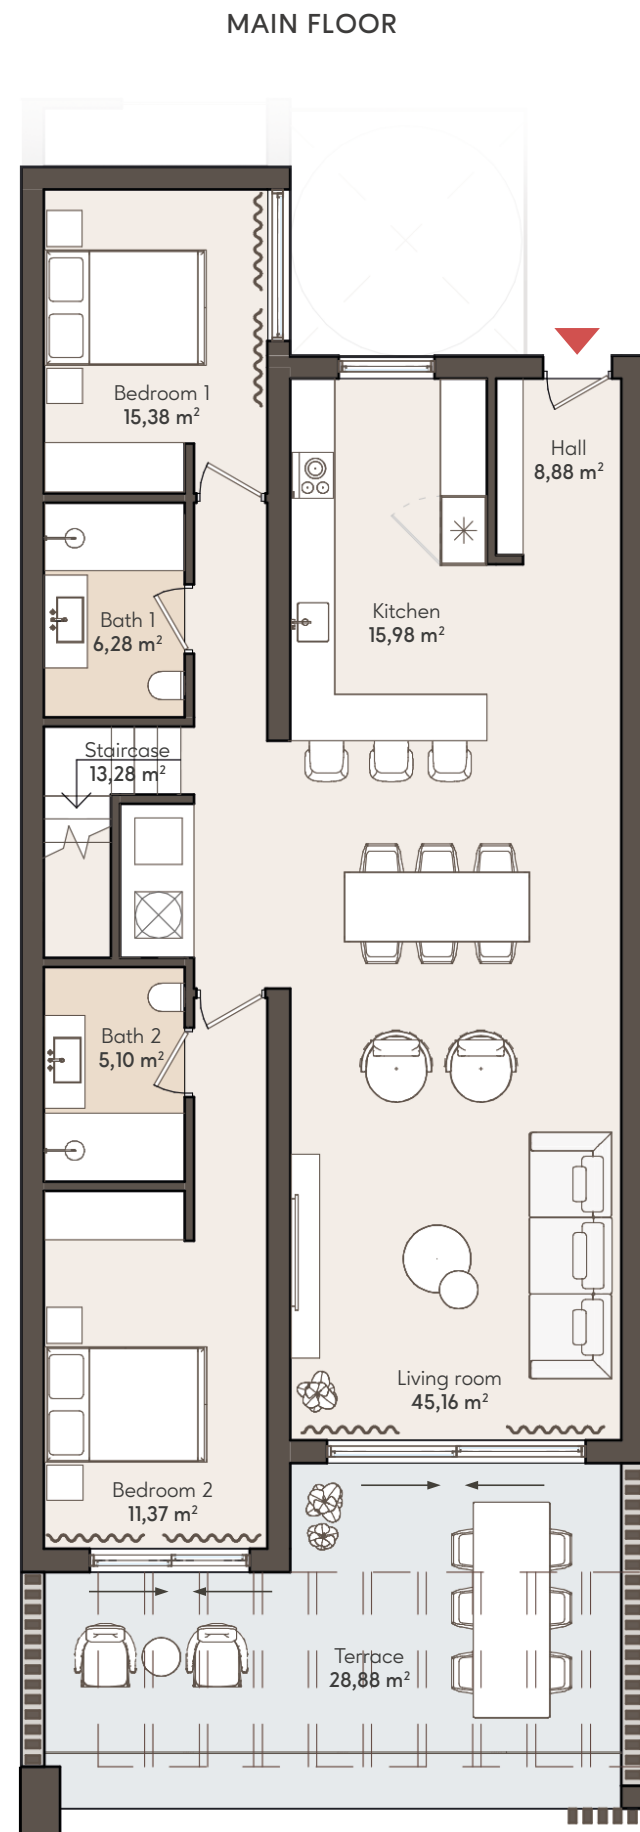 MAIN FLOOR
Bedroom 1
15,38 m²
Hall
8,88 m²
Kitchen
15,98 m²
Bath 1
6,28 m²
Staircase
13,28 m²
Bath 2
5,10 m²
Living room
45,16 m²
Bedroom 2
11,37 m²
Terrace
28,88 m²